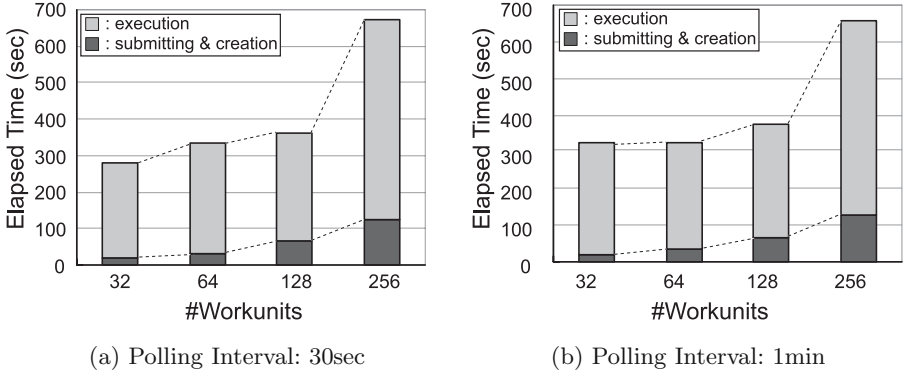 700
600
500
400
300
200
100
0
Elapsed Time (sec)
: execution
: submitting & creation
32 64 128 256
#Workunits
(a) Polling Interval: 30sec
700
600
500
400
300
200
100
0
Elapsed Time (sec)
: execution
: submitting & creation
32 64 128 256
#Workunits
(b) Polling Interval: 1min